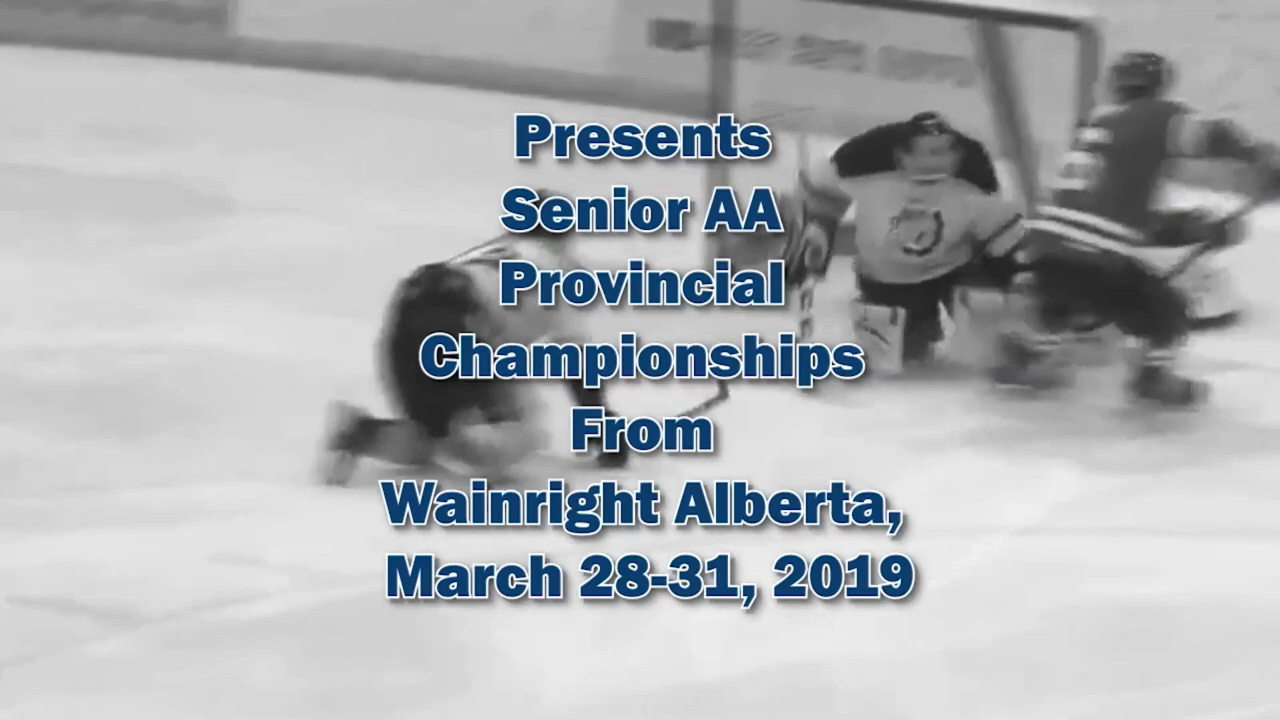 Presents
Senior AA
Provincial
Championships
From
Wainright Alberta,
March 28-31, 2019